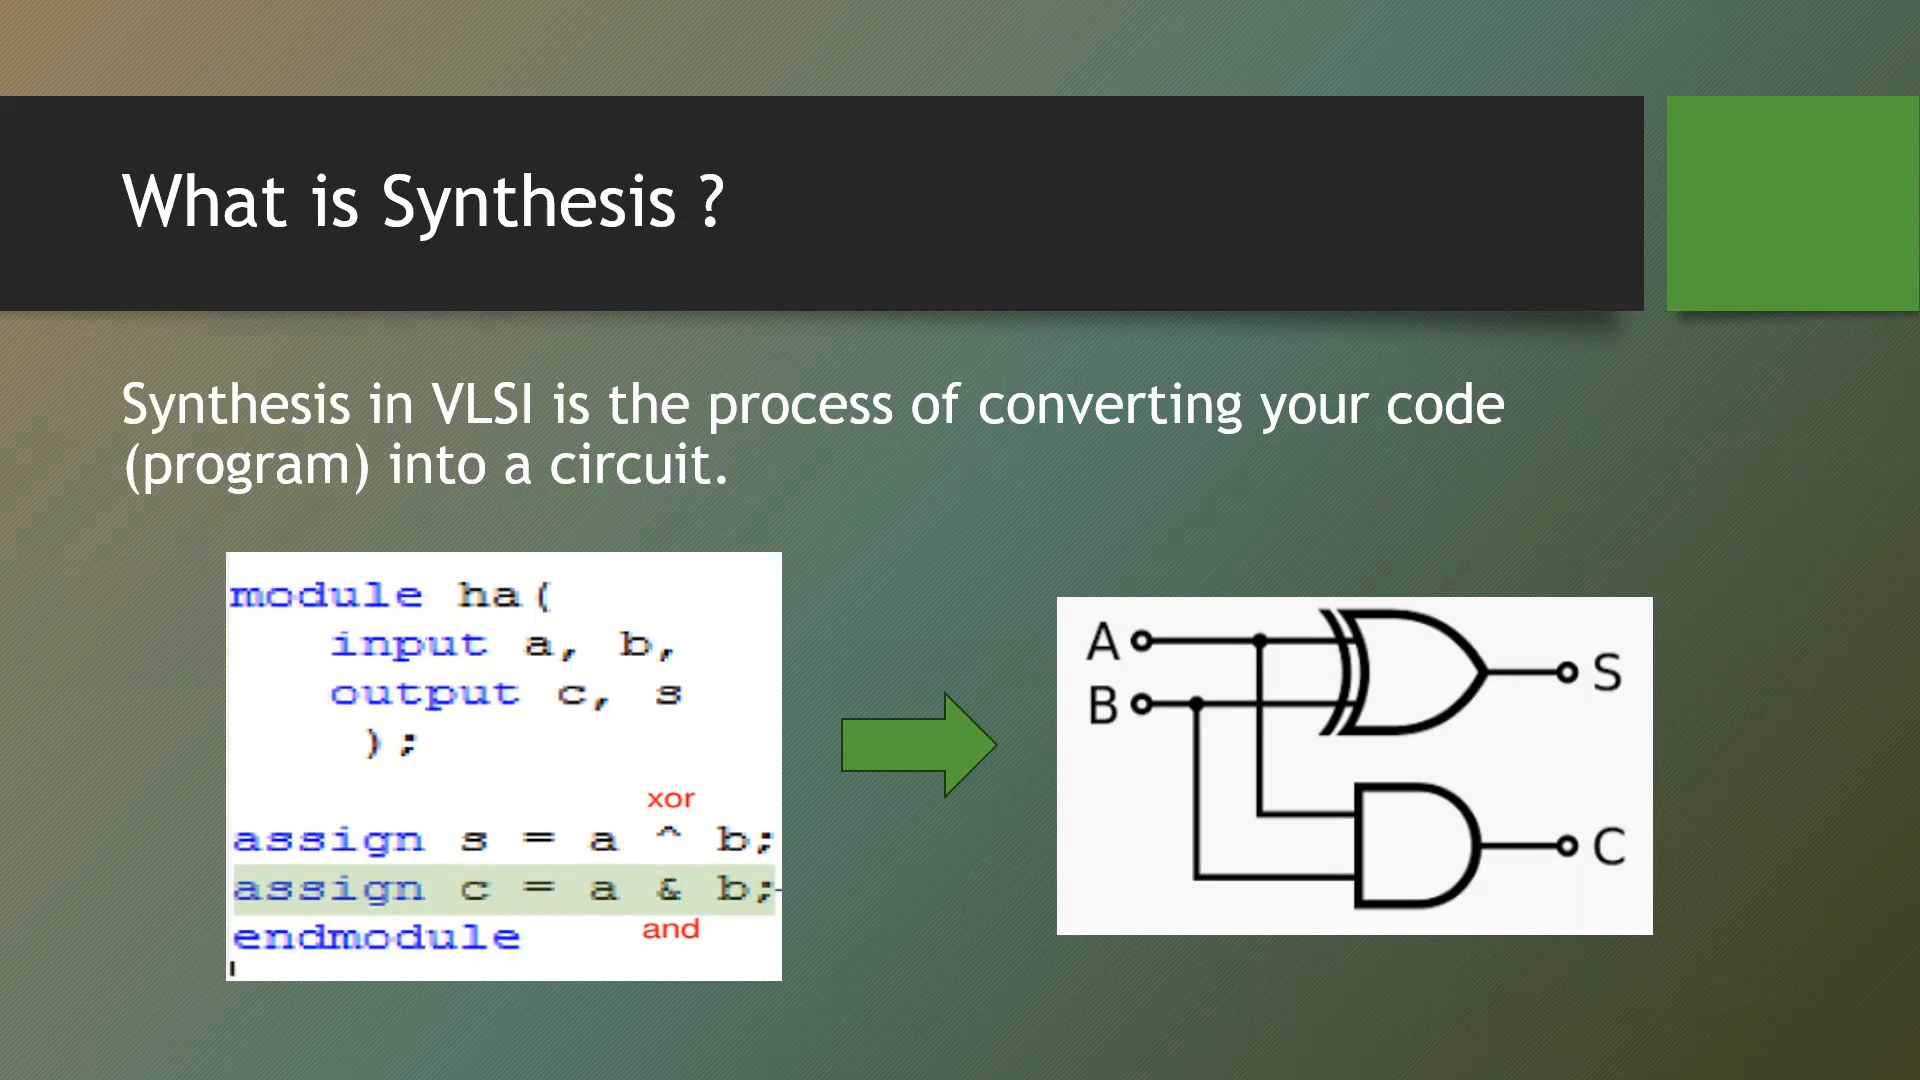 What is Synthesis ?
Synthesis in VLSI is the process of converting your code
(program) into a circuit.
module ha(
input a, b,
output c, s
);
xor
assign s = a ^ b;
assign c = a & b;
and
endmodule
A
B
S
C